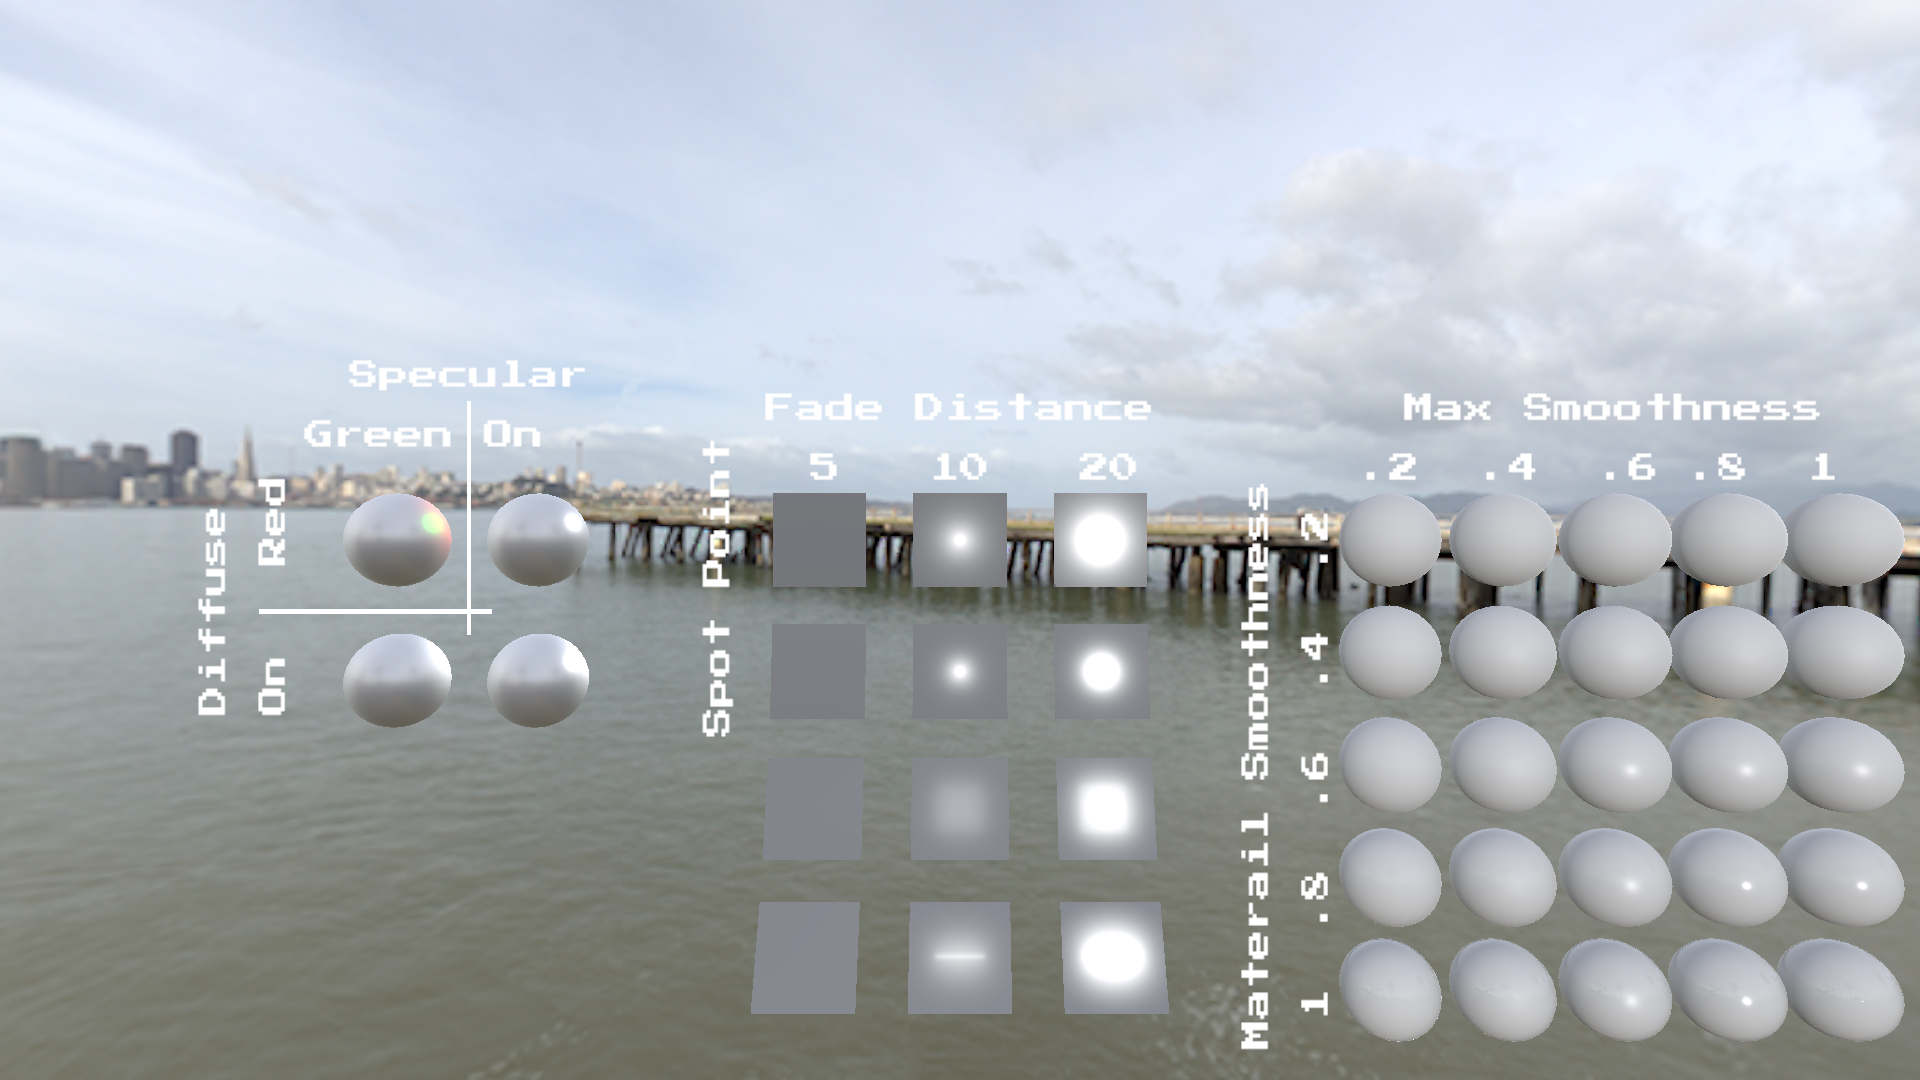 Specular
Green On
Diffuse
Red
On
Fade Distance
5 10 20
Point
Spot
Max Smoothness
.2 .4 .6 .8 1
Materail Smoothness
.2
.4
.6
.8
1